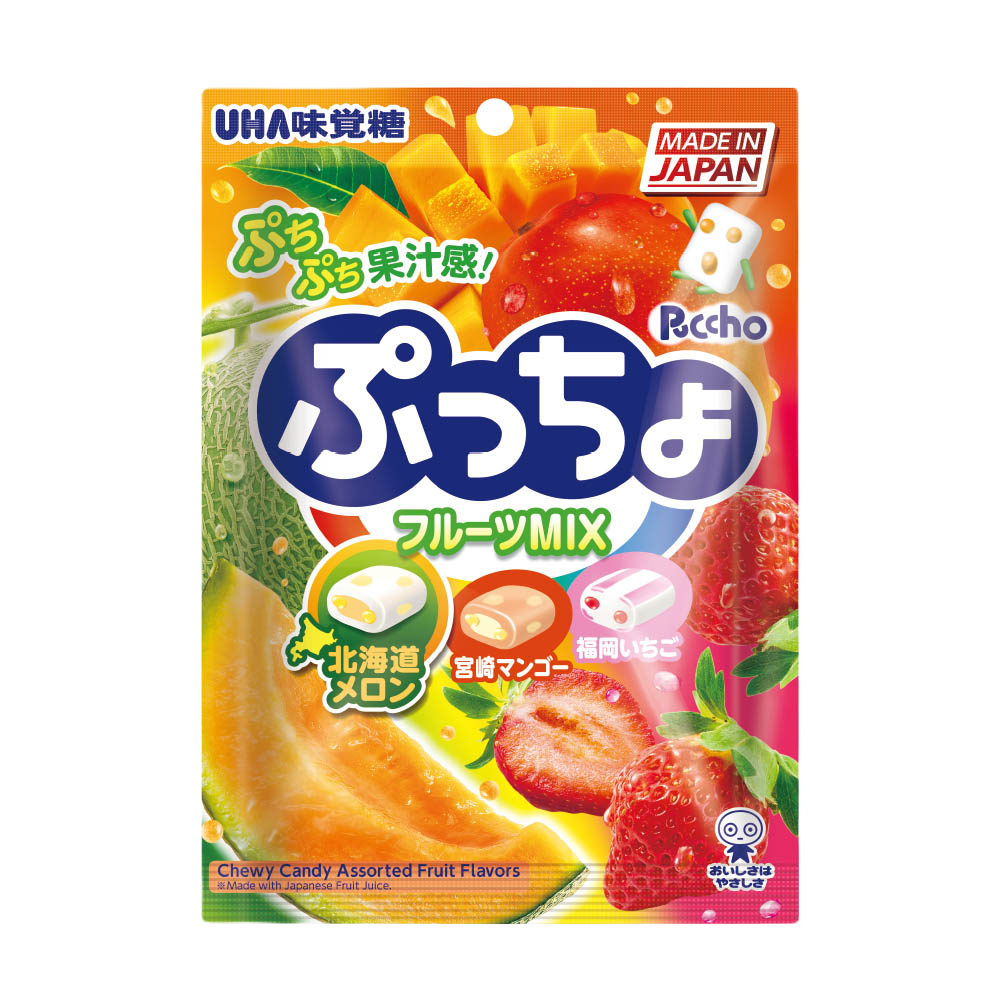 UHA味覚糖
MADE IN
JAPAN
ぷちぷち果汁感!
Puccho
ぷっちょ
フルーツMIX
北海道
メロン
宮崎マンゴー
福岡いちご
Chewy Candy Assorted Fruit Flavors
※Made with Japanese Fruit Juice.
おいしさは
やさしさ